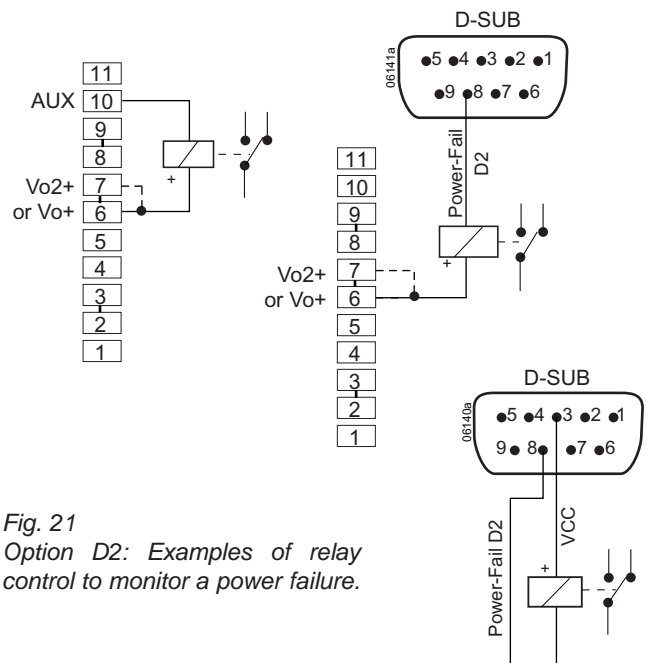 11
AUX 10
9
8
Vo2+ 7
or Vo+ 6
5
4
3
2
1
+
D-SUB
06141a
5 4 3 2 1
9 8 7 6
Power-Fail
D2
+
11
10
9
8
Vo2+ 7
or Vo+ 6
5
4
3
2
1
D-SUB
06140a
5 4 3 2 1
9 8 7 6
Power-Fail D2
VCC
+
Fig. 21
Option D2: Examples of relay
control to monitor a power failure.